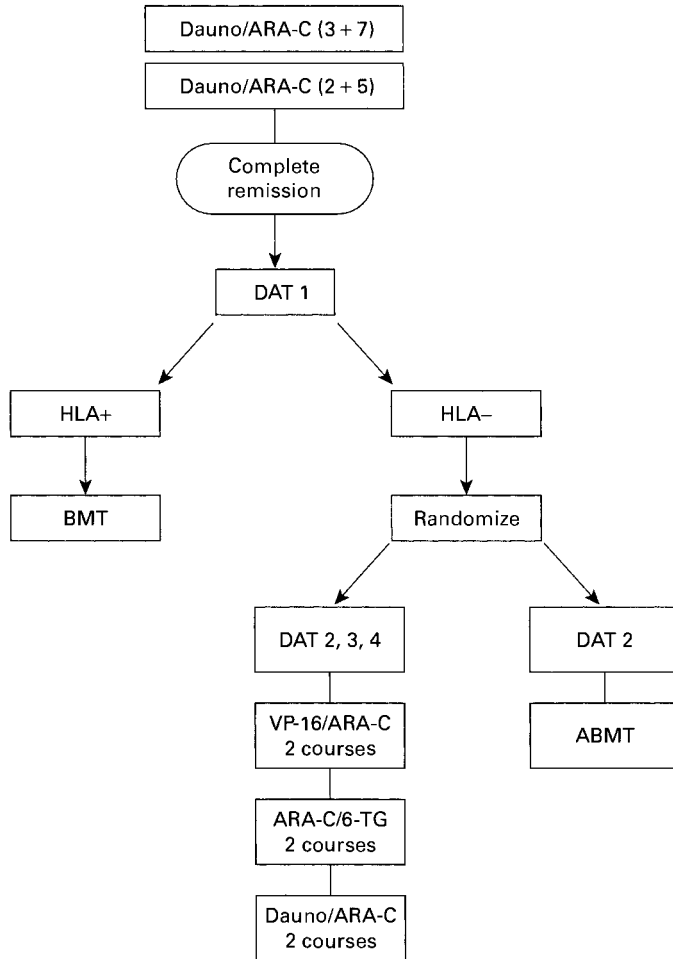 Dauno/ARA-C (3 + 7)
Dauno/ARA-C (2 + 5)
Complete
remission
DAT 1
HLA+
HLA–
BMT
Randomize
DAT 2, 3, 4
DAT 2
VP-16/ARA-C
2 courses
ABMT
ARA-C/6-TG
2 courses
Dauno/ARA-C
2 courses